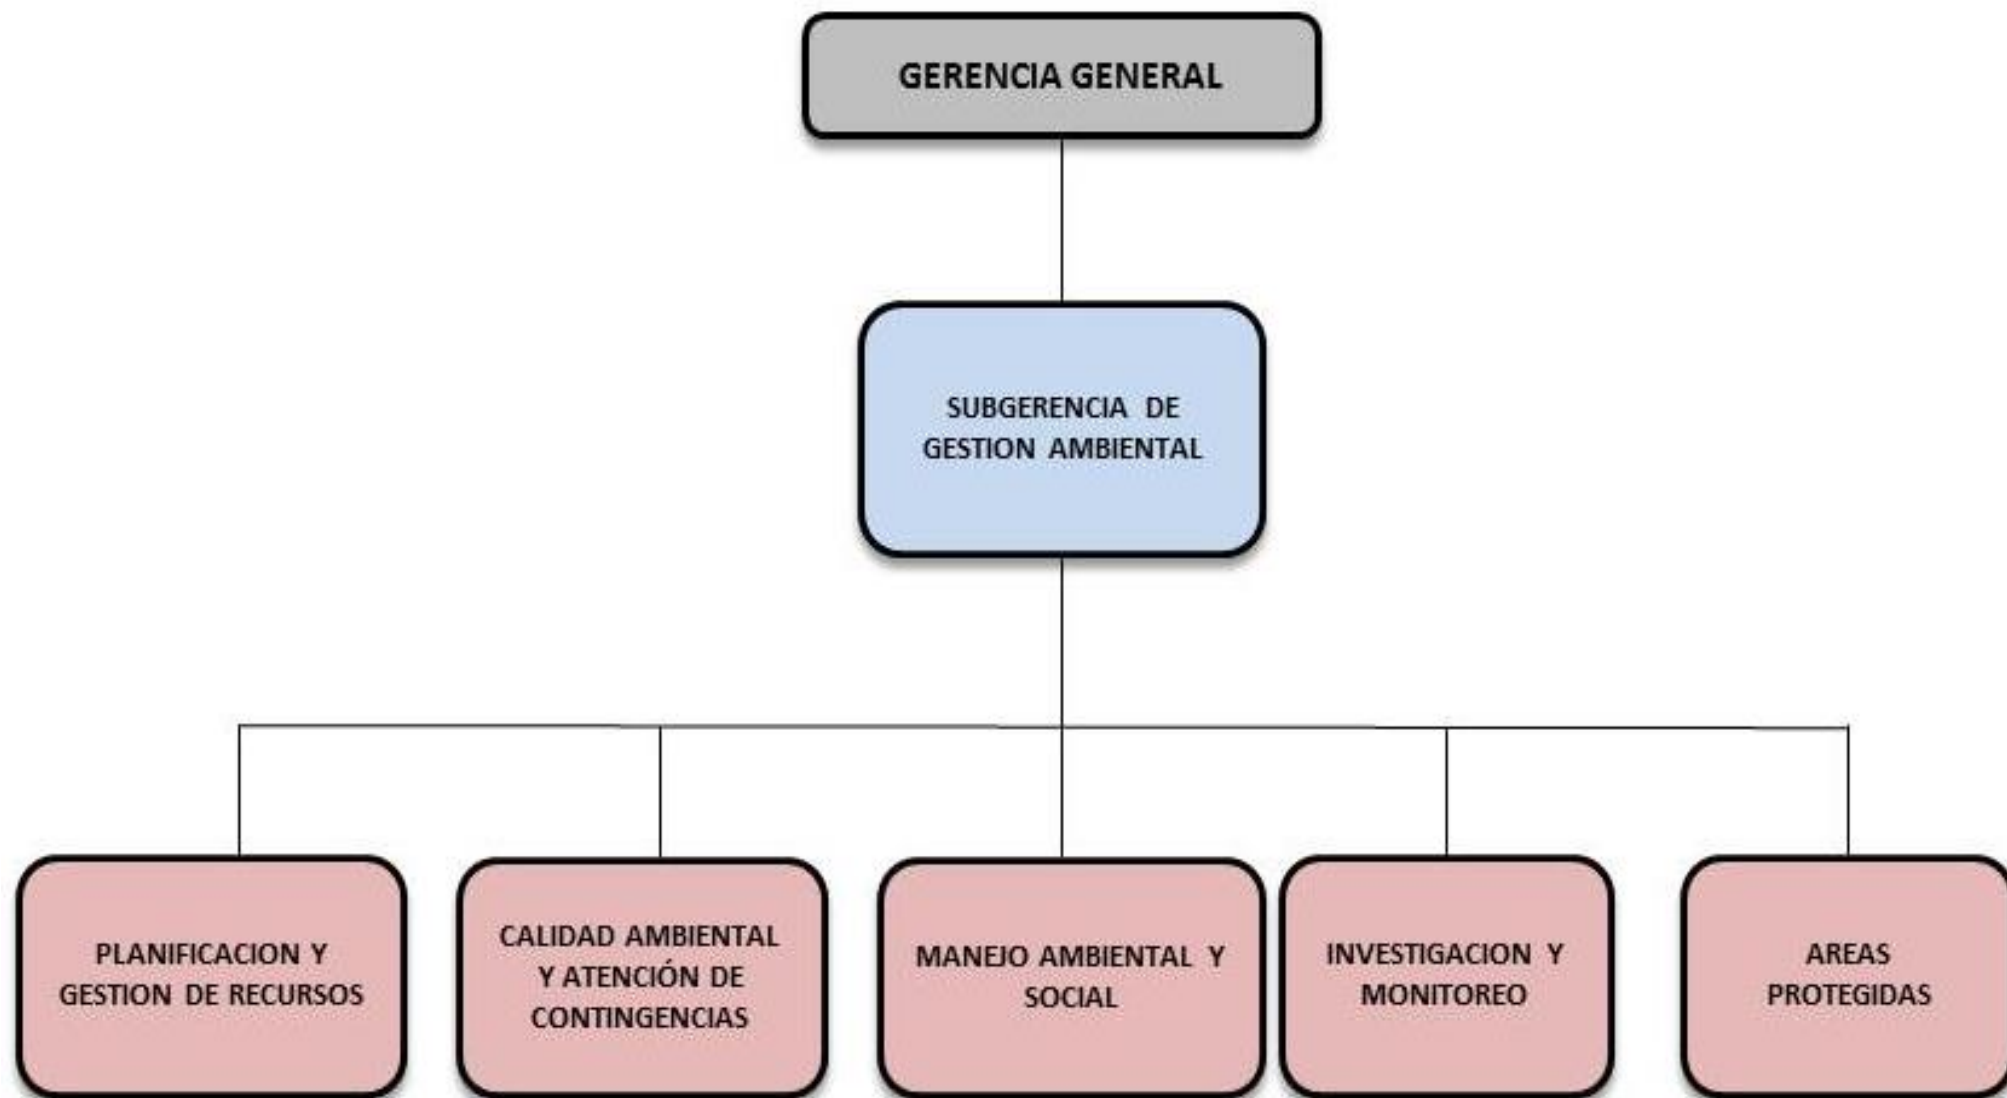 GERENCIA GENERAL
SUBGERENCIA DE
GESTION AMBIENTAL
PLANIFICACION Y
GESTION DE RECURSOS
CALIDAD AMBIENTAL
Y ATENCIÓN DE
CONTINGENCIAS
MANEJO AMBIENTAL Y
SOCIAL
INVESTIGACION Y
MONITOREO
AREAS
PROTEGIDAS